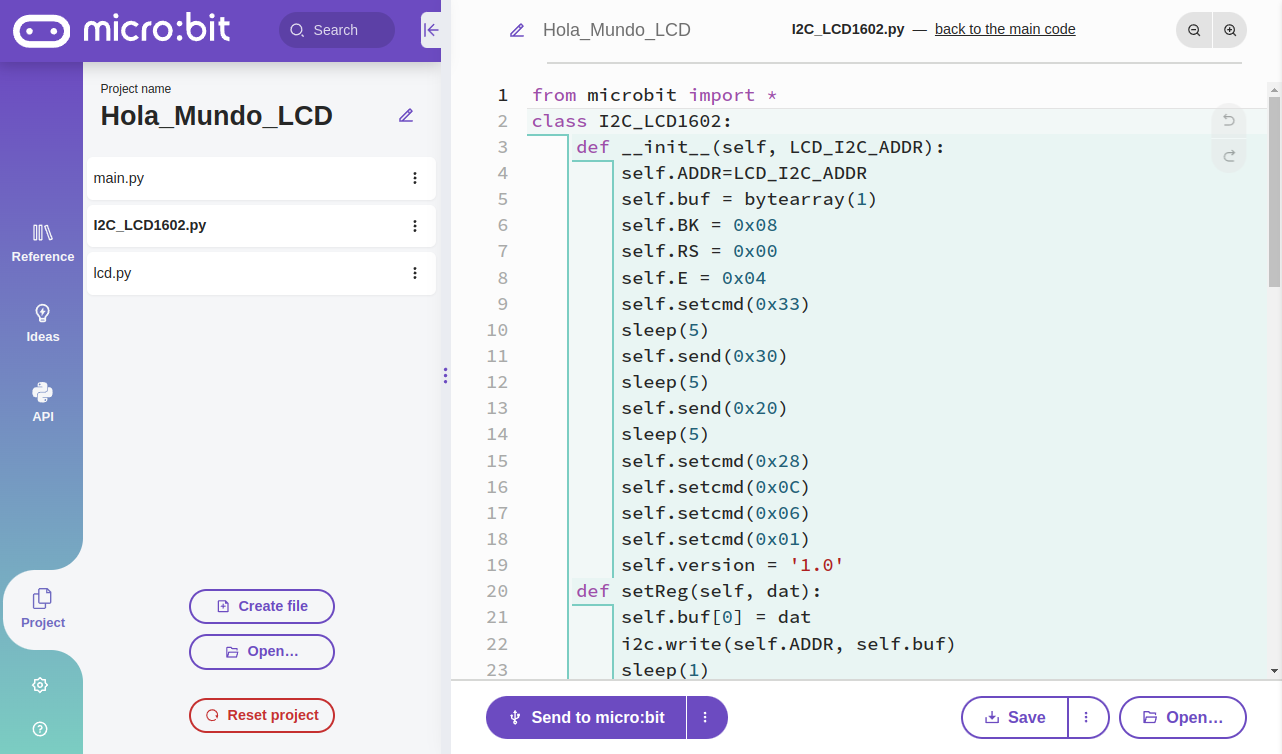 micro:bit
Search
Project name
Hola_Mundo_LCD
main.py
I2C_LCD1602.py
lcd.py
Reference
Ideas
API
Project
Create file
Open…
Reset project
Hola_Mundo_LCD
I2C_LCD1602.py — back to the main code
1 from microbit import *
2 class I2C_LCD1602:
3 def __init__(self, LCD_I2C_ADDR):
4 self.ADDR=LCD_I2C_ADDR
5 self.buf = bytearray(1)
6 self.BK = 0x08
7 self.RS = 0x00
8 self.E = 0x04
9 self.setcmd(0x33)
10 sleep(5)
11 self.send(0x30)
12 sleep(5)
13 self.send(0x20)
14 sleep(5)
15 self.setcmd(0x28)
16 self.setcmd(0x0C)
17 self.setcmd(0x06)
18 self.setcmd(0x01)
19 self.version = '1.0'
20 def setReg(self, dat):
21 self.buf[0] = dat
22 i2c.write(self.ADDR, self.buf)
23 sleep(1)
Send to micro:bit
Save
Open…